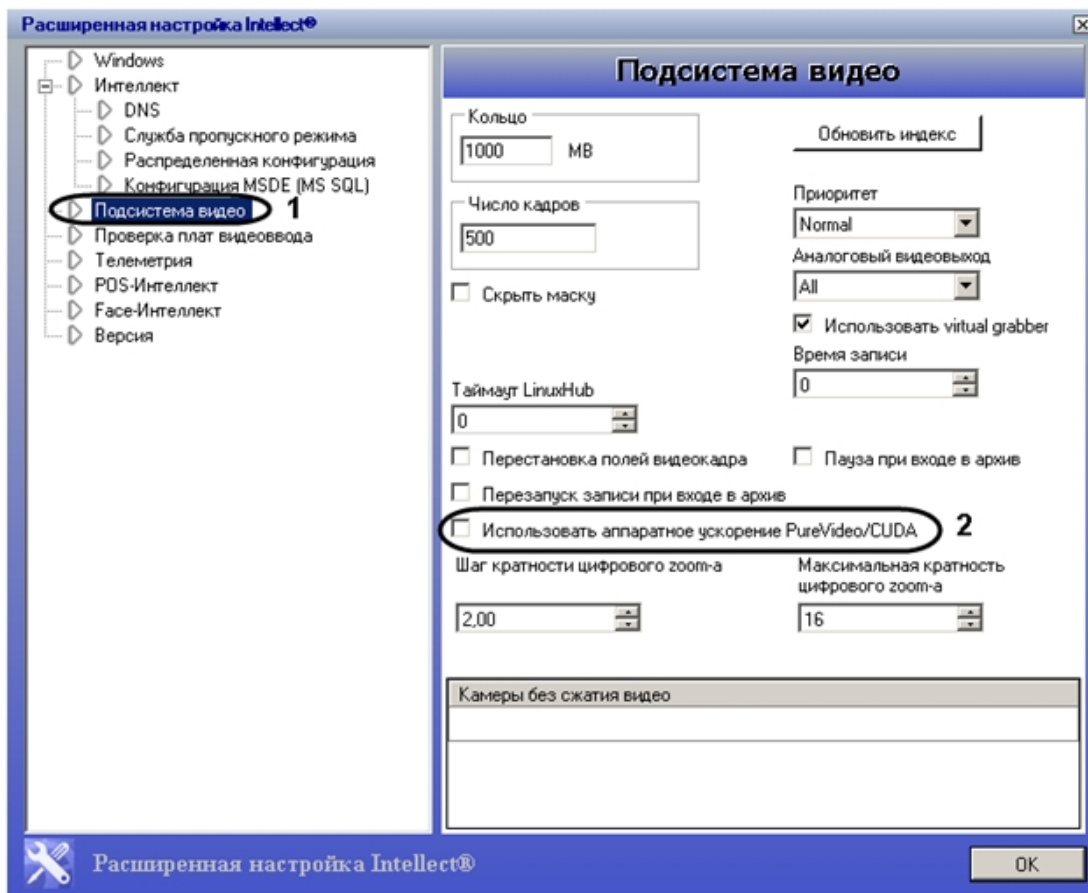 Расширенная настройка Intellect®
Windows
Интеллект
DNS
Служба пропускного режима
Распределенная конфигурация
Конфигурация MSDE (MS SQL)
Подсистема видео 1
Проверка плат видеоввода
Телеметрия
POS-Интеллект
Face-Интеллект
Версия
Подсистема видео
Кольцо
1000 MB
Обновить индекс
Число кадров
500
Приоритет
Normal
Аналоговый видеовыход
All
Скрыть маску
Использовать virtual grabber
Время записи
0
Таймаут LinuxHub
0
Перестановка полей видеокадра
Пауза при входе в архив
Перезапуск записи при входе в архив
Использовать аппаратное ускорение PureVideo/CUDA 2
Шаг кратности цифрового zoom-а
2,00
Максимальная кратность
цифрового zoom-а
16
Камеры без сжатия видео
Расширенная настройка Intellect®
OK